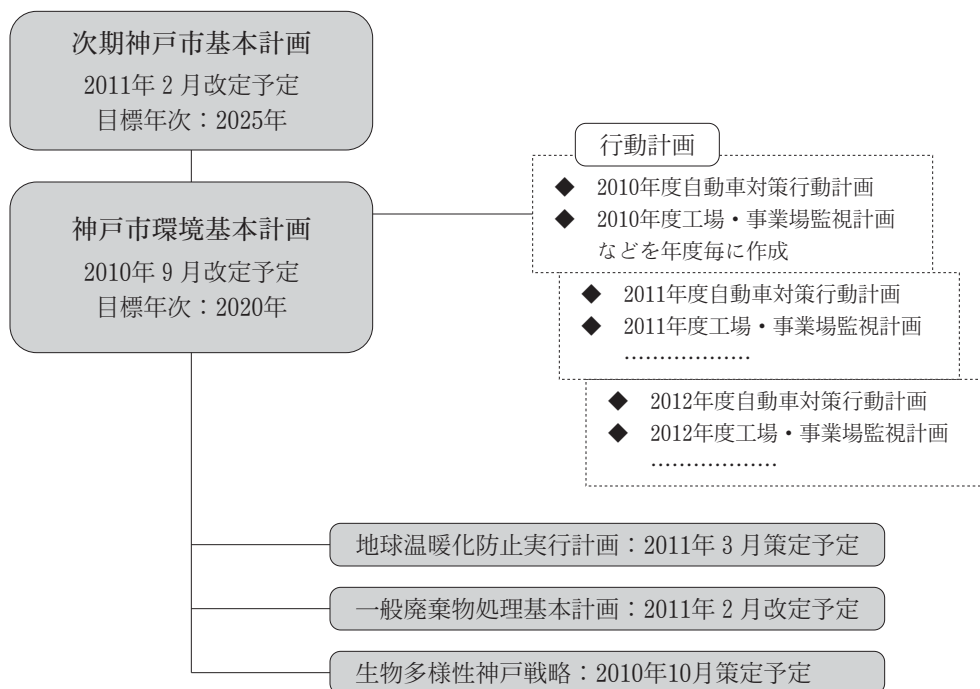 次期神戸市基本計画
2011年2月改定予定
目標年次：2025年
神戸市環境基本計画
2010年9月改定予定
目標年次：2020年
行動計画
◆ 2010年度自動車対策行動計画
◆ 2010年度工場・事業場監視計画
などを年度毎に作成
◆ 2011年度自動車対策行動計画
◆ 2011年度工場・事業場監視計画
………………
◆ 2012年度自動車対策行動計画
◆ 2012年度工場・事業場監視計画
………………
地球温暖化防止実行計画：2011年3月策定予定
一般廃棄物処理基本計画：2011年2月改定予定
生物多様性神戸戦略：2010年10月策定予定